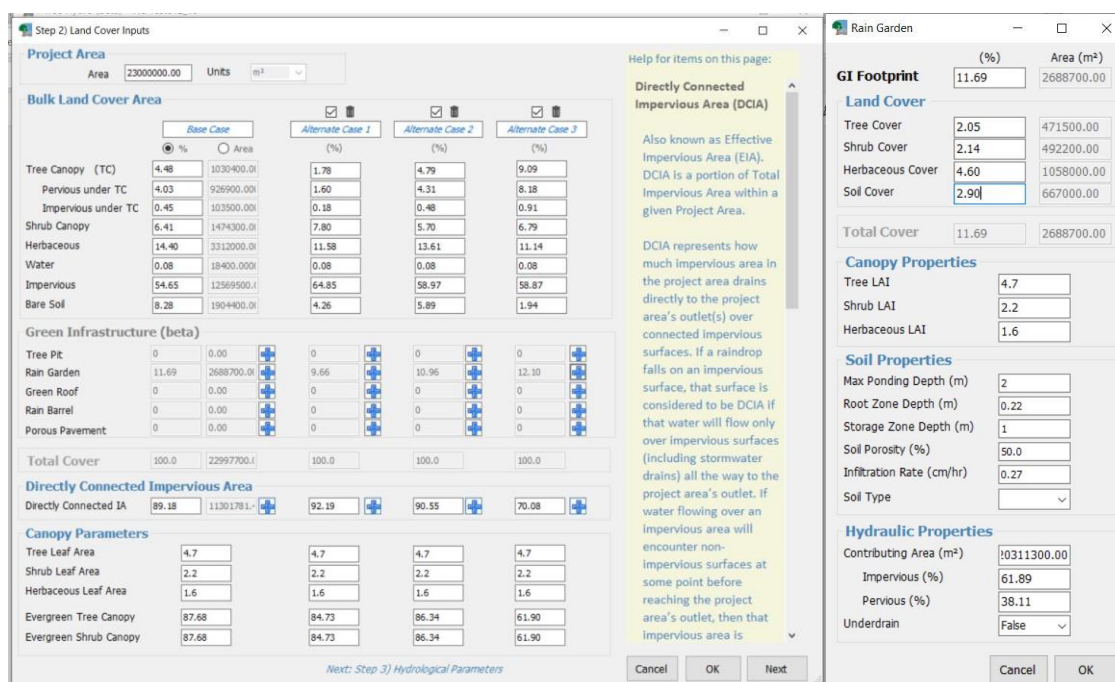 Step 2) Land Cover Inputs
Project Area
Area 23000000.00 Units m²
Bulk Land Cover Area
Base Case Alternate Case 1 Alternate Case 2 Alternate Case 3
% Area (%) (%) (%)
Tree Canopy (TC) 4.48 1030400.0 1.78 4.79 9.09
Pervious under TC 4.03 926900.00 1.60 4.31 8.18
Impervious under TC 0.45 103500.00 0.18 0.48 0.91
Shrub Canopy 6.41 1474300.0 7.80 5.70 6.79
Herbaceous 14.40 3312000.0 11.58 13.61 11.14
Water 0.08 18400.000 0.08 0.08 0.08
Impervious 54.65 12569500. 64.85 58.97 58.87
Bare Soil 8.28 1904400.0 4.26 5.89 1.94
Green Infrastructure (beta)
Tree Pit 0 0.00 0 0 0
Rain Garden 11.69 2688700.0 9.66 10.96 12.10
Green Roof 0 0.00 0 0 0
Rain Barrel 0 0.00 0 0 0
Porous Pavement 0 0.00 0 0 0
Total Cover 100.0 22997700. 100.0 100.0 100.0
Directly Connected Impervious Area
Directly Connected IA 89.18 11301781. 92.19 90.55 70.08
Canopy Parameters
Tree Leaf Area 4.7 4.7 4.7 4.7
Shrub Leaf Area 2.2 2.2 2.2 2.2
Herbaceous Leaf Area 1.6 1.6 1.6 1.6
Evergreen Tree Canopy 87.68 84.73 86.34 61.90
Evergreen Shrub Canopy 87.68 84.73 86.34 61.90
Next: Step 3) Hydrological Parameters
Help for items on this page:
Directly Connected
Impervious Area (DCIA)
Also known as Effective
Impervious Area (EIA).
DCIA is a portion of Total
Impervious Area within a
given Project Area.
DCIA represents how
much impervious area in
the project area drains
directly to the project
area's outlet(s) over
connected impervious
surfaces. If a raindrop
falls on an impervious
surface, that surface is
considered to be DCIA if
that water will flow only
over impervious surfaces
(including stormwater
drains) all the way to the
project area's outlet. If
water flowing over an
impervious area will
encounter non-
impervious surfaces at
some point before
reaching the project
area's outlet, then that
impervious area is
Cancel OK Next
Rain Garden
(%) Area (m²)
GI Footprint 11.69 2688700.00
Land Cover
Tree Cover 2.05 471500.00
Shrub Cover 2.14 492200.00
Herbaceous Cover 4.60 1058000.00
Soil Cover 2.90 667000.00
Total Cover 11.69 2688700.00
Canopy Properties
Tree LAI 4.7
Shrub LAI 2.2
Herbaceous LAI 1.6
Soil Properties
Max Ponding Depth (m) 2
Root Zone Depth (m) 0.22
Storage Zone Depth (m) 1
Soil Porosity (%) 50.0
Infiltration Rate (cm/hr) 0.27
Soil Type
Hydraulic Properties
Contributing Area (m²) 20311300.00
Impervious (%) 61.89
Pervious (%) 38.11
Underdrain False
Cancel OK